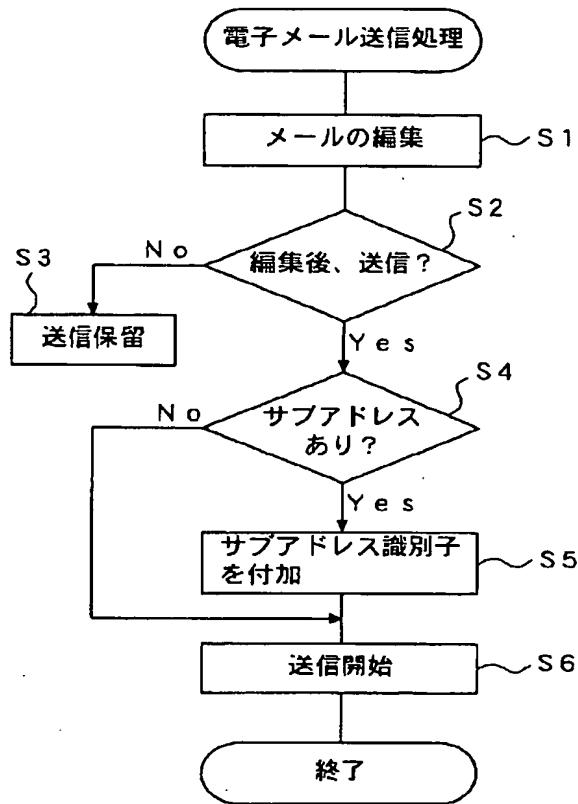 電子メール送信処理
メールの編集
S1
S2
編集後、送信?
No
S3
送信保留
Yes
S4
サブアドレス
あり?
No
Yes
サブアドレス識別子
を付加
S5
送信開始
S6
終了